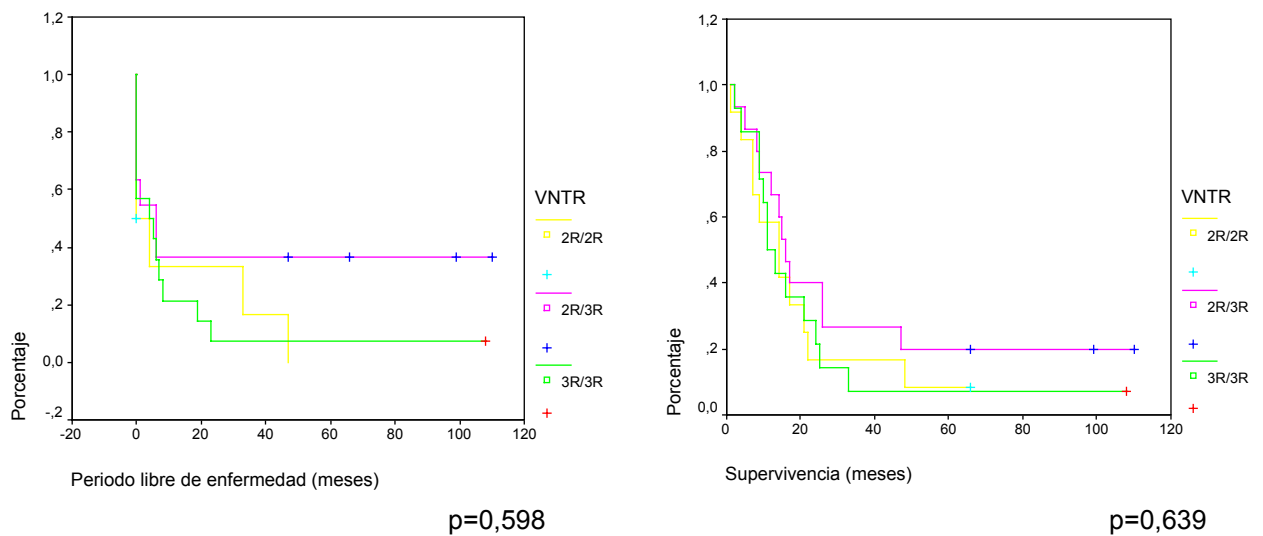 1,2
1,0
,8
,6
,4
,2
0,0
-,2
Porcentaje
-20 0 20 40 60 80 100 120
Periodo libre de enfermedad (meses)
VNTR
2R/2R
2R/3R
3R/3R
p=0,598
1,2
1,0
,8
,6
,4
,2
0,0
Porcentaje
0 20 40 60 80 100 120
Supervivencia (meses)
VNTR
2R/2R
2R/3R
3R/3R
p=0,639